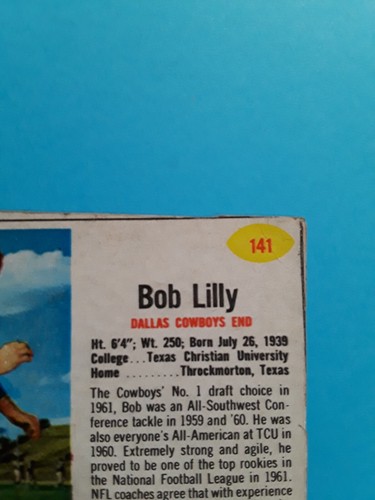 141
Bob Lilly
DALLAS COWBOYS END
Ht. 6'4"; Wt. 250; Born July 26, 1939
College...Texas Christian University
Home .........Throckmorton, Texas
The Cowboys' No. 1 draft choice in
1961, Bob was an All-Southwest Con-
ference tackle in 1959 and '60. He was
also everyone's All-American at TCU in
1960. Extremely strong and agile, he
proved to be one of the top rookies in
the National Football League in 1961.
NFL coaches agree that with experience